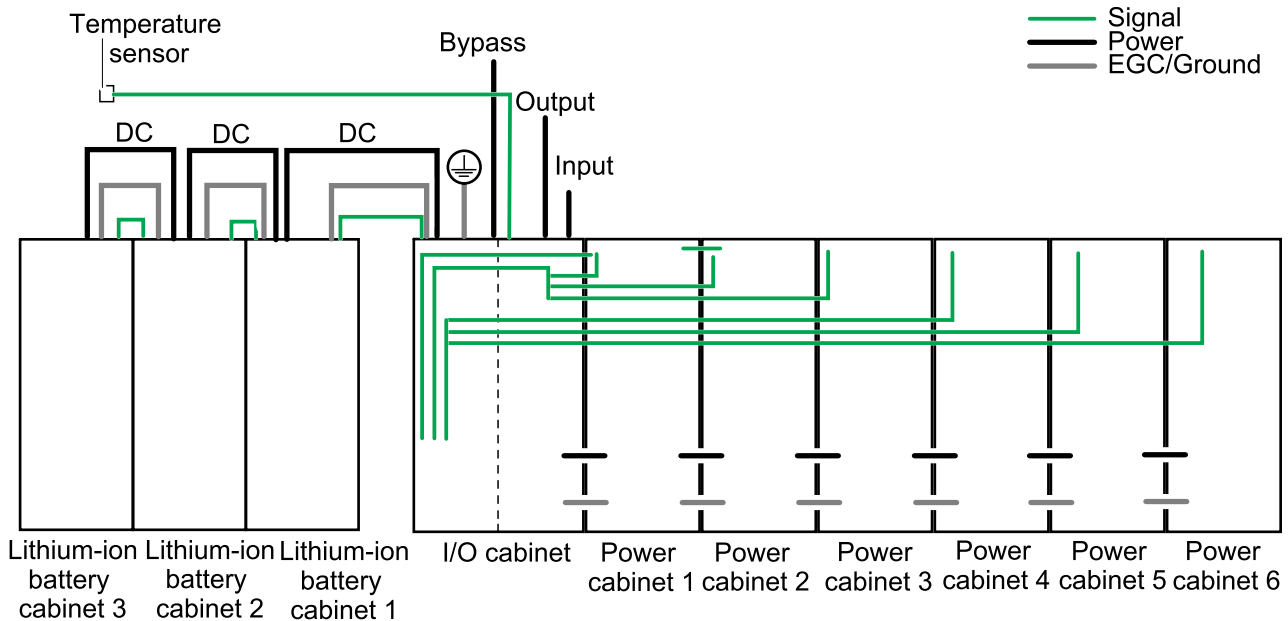 Temperature
sensor
Bypass
Output
Input
DC
DC
DC
Signal
Power
EGC/Ground
Lithium-ion
battery
cabinet 3
Lithium-ion
battery
cabinet 2
Lithium-ion
battery
cabinet 1
I/O cabinet
Power
cabinet 1
Power
cabinet 2
Power
cabinet 3
Power
cabinet 4
Power
cabinet 5
Power
cabinet 6